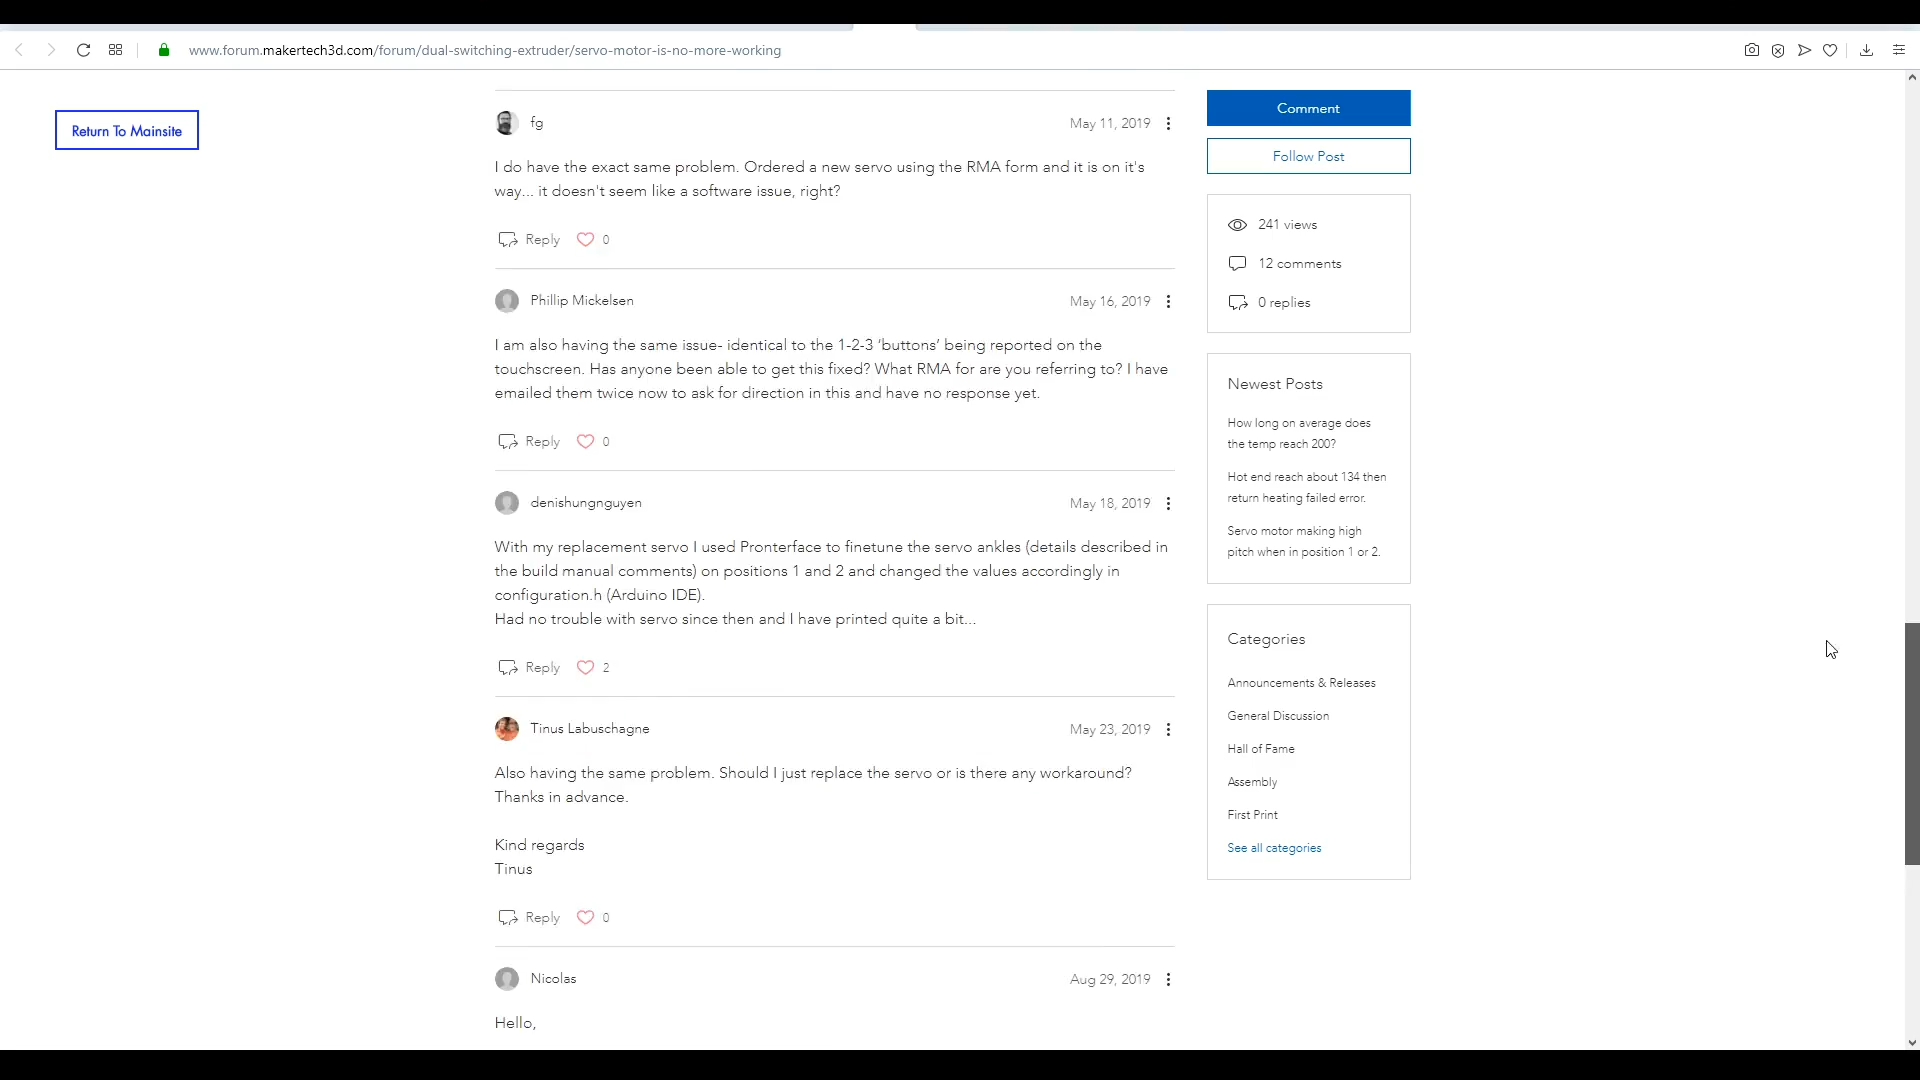 www.forum.makertech3d.com/forum/dual-switching-extruder/servo-motor-is-no-more-working
Return To Mainsite
fg
May 11, 2019
I do have the exact same problem. Ordered a new servo using the RMA form and it is on it's
way... it doesn't seem like a software issue, right?
Reply 0
Phillip Mickelsen
May 16, 2019
I am also having the same issue- identical to the 1-2-3 ‘buttons’ being reported on the
touchscreen. Has anyone been able to get this fixed? What RMA for are you referring to? I have
emailed them twice now to ask for direction in this and have no response yet.
Reply 0
denishungnguyen
May 18, 2019
With my replacement servo I used Pronterface to finetune the servo ankles (details described in
the build manual comments) on positions 1 and 2 and changed the values accordingly in
configuration.h (Arduino IDE).
Had no trouble with servo since then and I have printed quite a bit...
Reply 2
Tinus Labuschagne
May 23, 2019
Also having the same problem. Should I just replace the servo or is there any workaround?
Thanks in advance.
Kind regards
Tinus
Reply 0
Nicolas
Aug 29, 2019
Hello,
Comment
Follow Post
241 views
12 comments
0 replies
Newest Posts
How long on average does
the temp reach 200?
Hot end reach about 134 then
return heating failed error.
Servo motor making high
pitch when in position 1 or 2.
Categories
Announcements & Releases
General Discussion
Hall of Fame
Assembly
First Print
See all categories